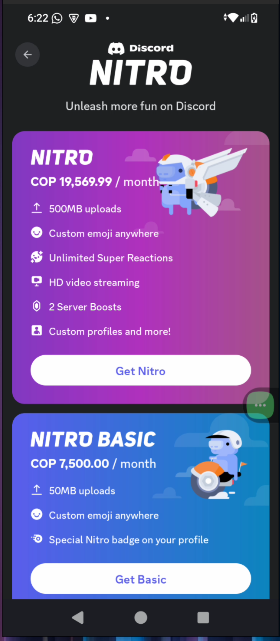 6:22
Discord
NITRO
Unleash more fun on Discord
NITRO
COP 19,569.99 / month
500MB uploads
Custom emoji anywhere
Unlimited Super Reactions
HD video streaming
2 Server Boosts
Custom profiles and more!
Get Nitro
NITRO BASIC
COP 7,500.00 / month
50MB uploads
Custom emoji anywhere
Special Nitro badge on your profile
Get Basic